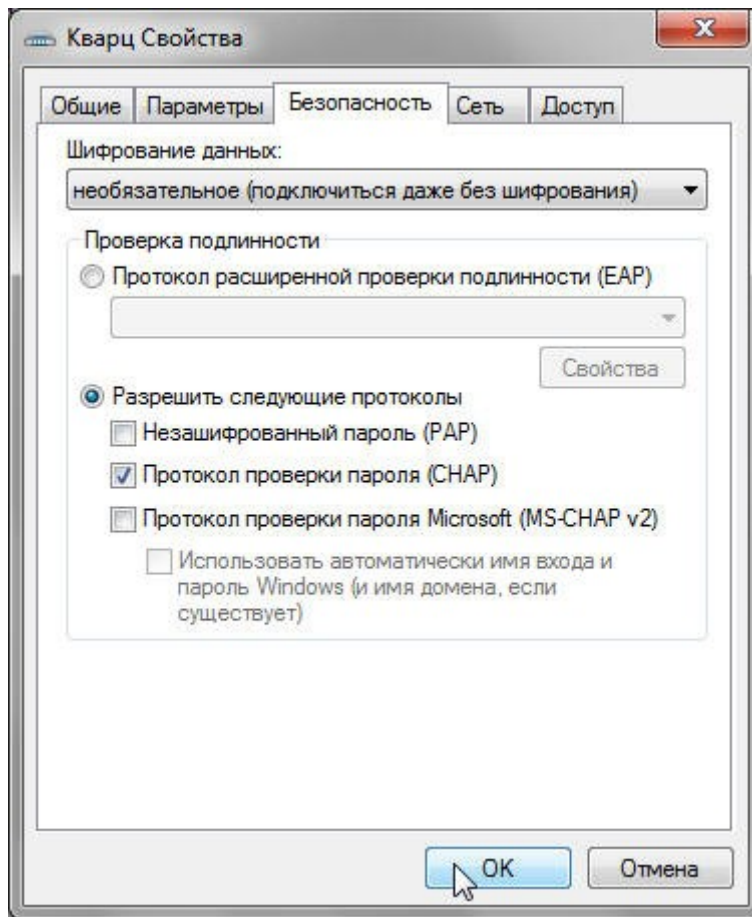 Кварц Свойства
Общие Параметры Безопасность Сеть Доступ
Шифрование данных:
необязательное (подключиться даже без шифрования)
Проверка подлинности
Протокол расширенной проверки подлинности (EAP)
Свойства
Разрешить следующие протоколы
Незашифрованный пароль (PAP)
Протокол проверки пароля (CHAP)
Протокол проверки пароля Microsoft (MS-CHAP v2)
Использовать автоматически имя входа и
пароль Windows (и имя домена, если
существует)
OK Отмена